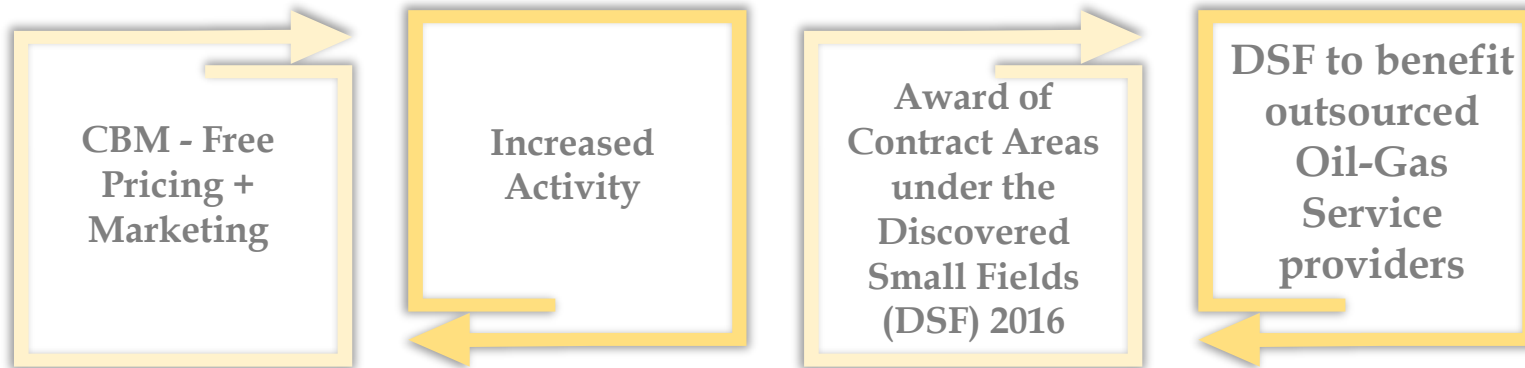 CBM - Free
Pricing +
Marketing
Increased
Activity
Award of
Contract Areas
under the
Discovered
Small Fields
(DSF) 2016
DSF to benefit
outsourced
Oil-Gas
Service
providers